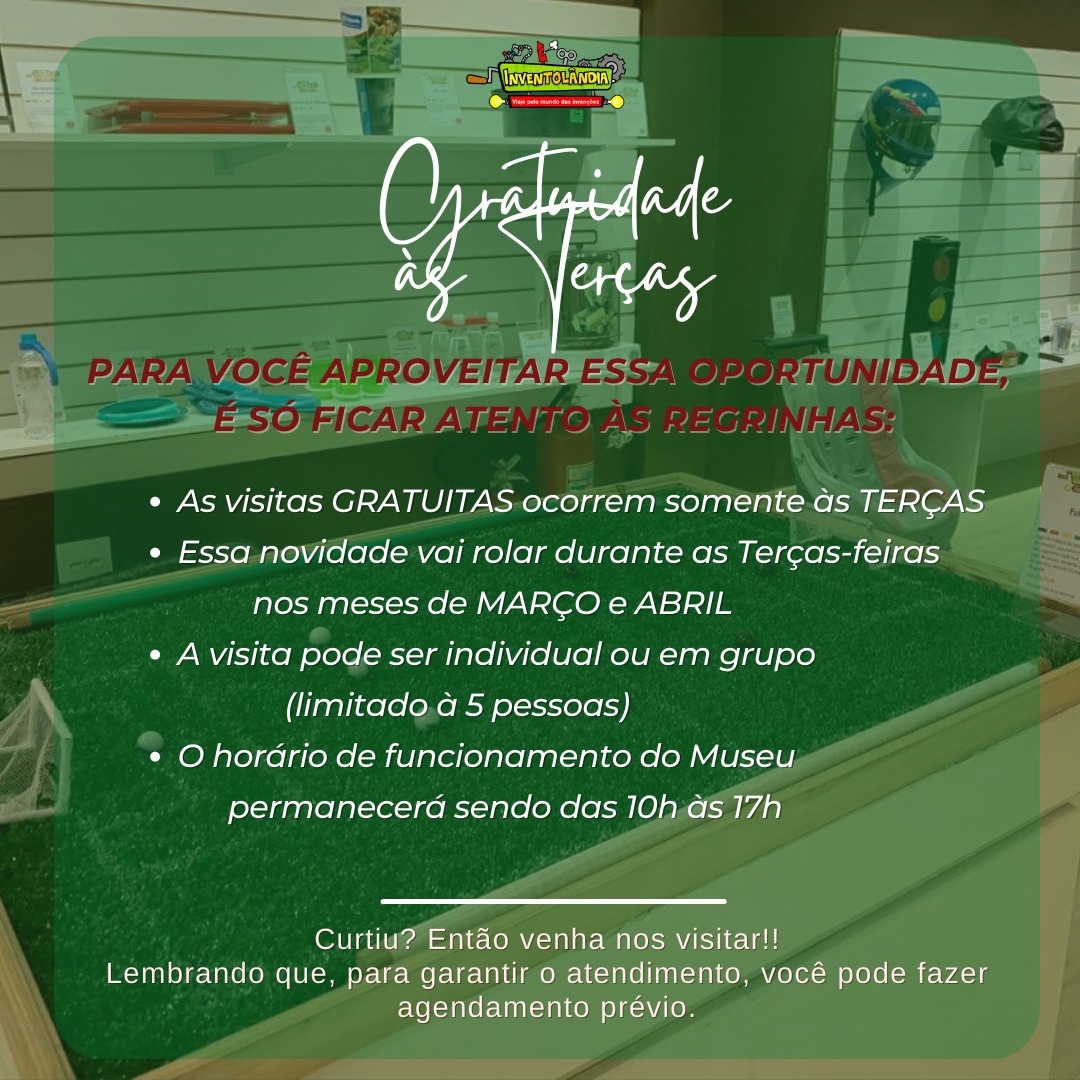 INVENTOLÂNDIA
Viaje pelo mundo das invenções
Gratuidade
às Terças
PARA VOCÊ APROVEITAR ESSA OPORTUNIDADE,
É SÓ FICAR ATENTO ÀS REGRINHAS:
• As visitas GRATUITAS ocorrem somente às TERÇAS
• Essa novidade vai rolar durante as Terças-feiras
nos meses de MARÇO e ABRIL
• A visita pode ser individual ou em grupo
(limitado à 5 pessoas)
• O horário de funcionamento do Museu
permanecerá sendo das 10h às 17h
Curtiu? Então venha nos visitar!!
Lembrando que, para garantir o atendimento, você pode fazer
agendamento prévio.